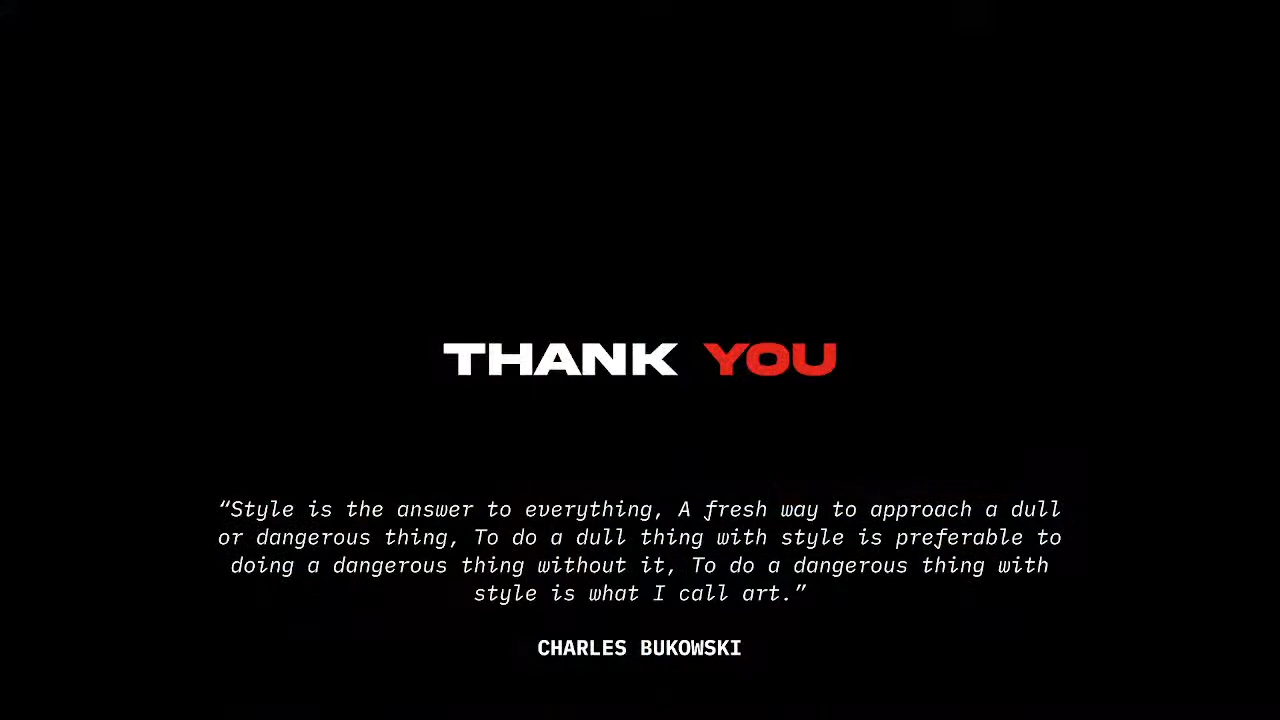 THANK YOU
“Style is the answer to everything, A fresh way to approach a dull
or dangerous thing, To do a dull thing with style is preferable to
doing a dangerous thing without it, To do a dangerous thing with
style is what I call art.”
CHARLES BUKOWSKI